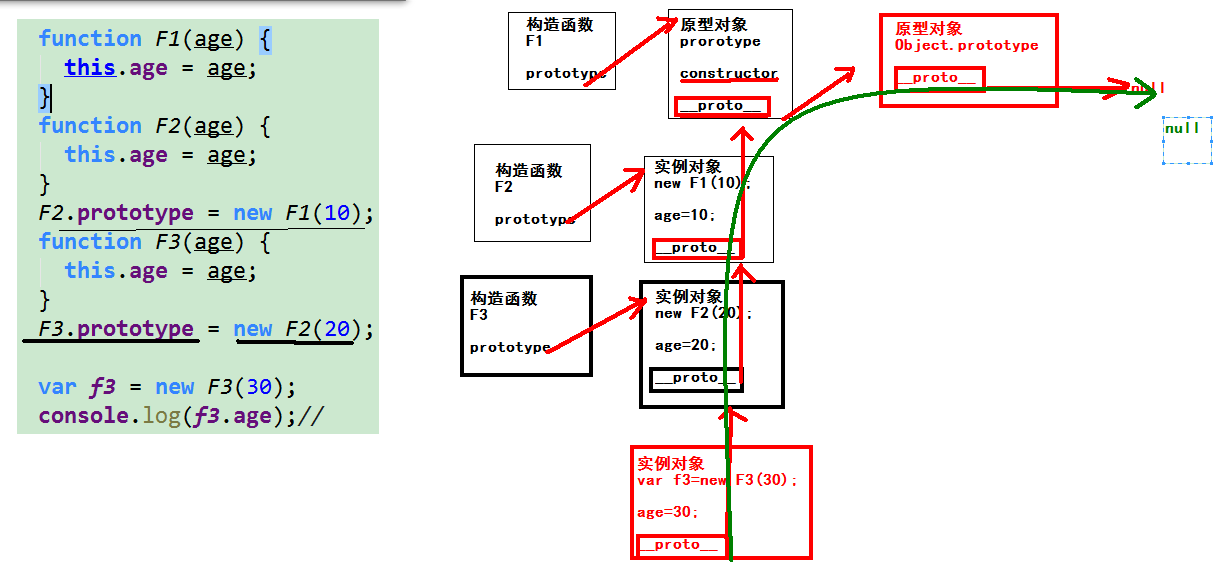 function F1(age) {
  this.age = age;
}
function F2(age) {
  this.age = age;
}
F2.prototype = new F1(10);
function F3(age) {
  this.age = age;
}
F3.prototype = new F2(20);
var f3 = new F3(30);
console.log(f3.age);//
构造函数
F1
prototype
原型对象
prorotype
constructor
__proto__
原型对象
Object.prototype
__proto__
null
null
构造函数
F2
prototype
实例对象
new F1(10);
age=10;
__proto__
构造函数
F3
prototype
实例对象
new F2(20);
age=20;
__proto__
实例对象
var f3=new F3(30);
age=30;
__proto__